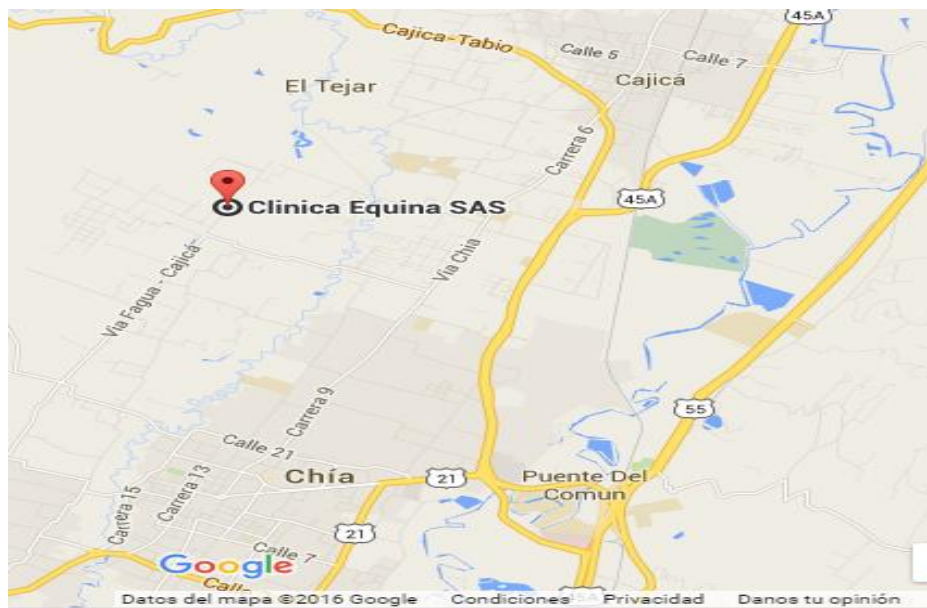 45A
Cajica-Tabio
Calle 5
Calle 7
Cajicá
El Tejar
Carrera 6
Clinica Equina SAS
45A
Via Chia
Via Fagua - Cajicá
55
Carrera 9
Calle 21
Chía
21
Puente Del
Comun
Carrera 13
Carrera 15
21
Calle 7
Google
Calle
45A
Datos del mapa ©2016 Google Condiciones Privacidad Danos tu opinión